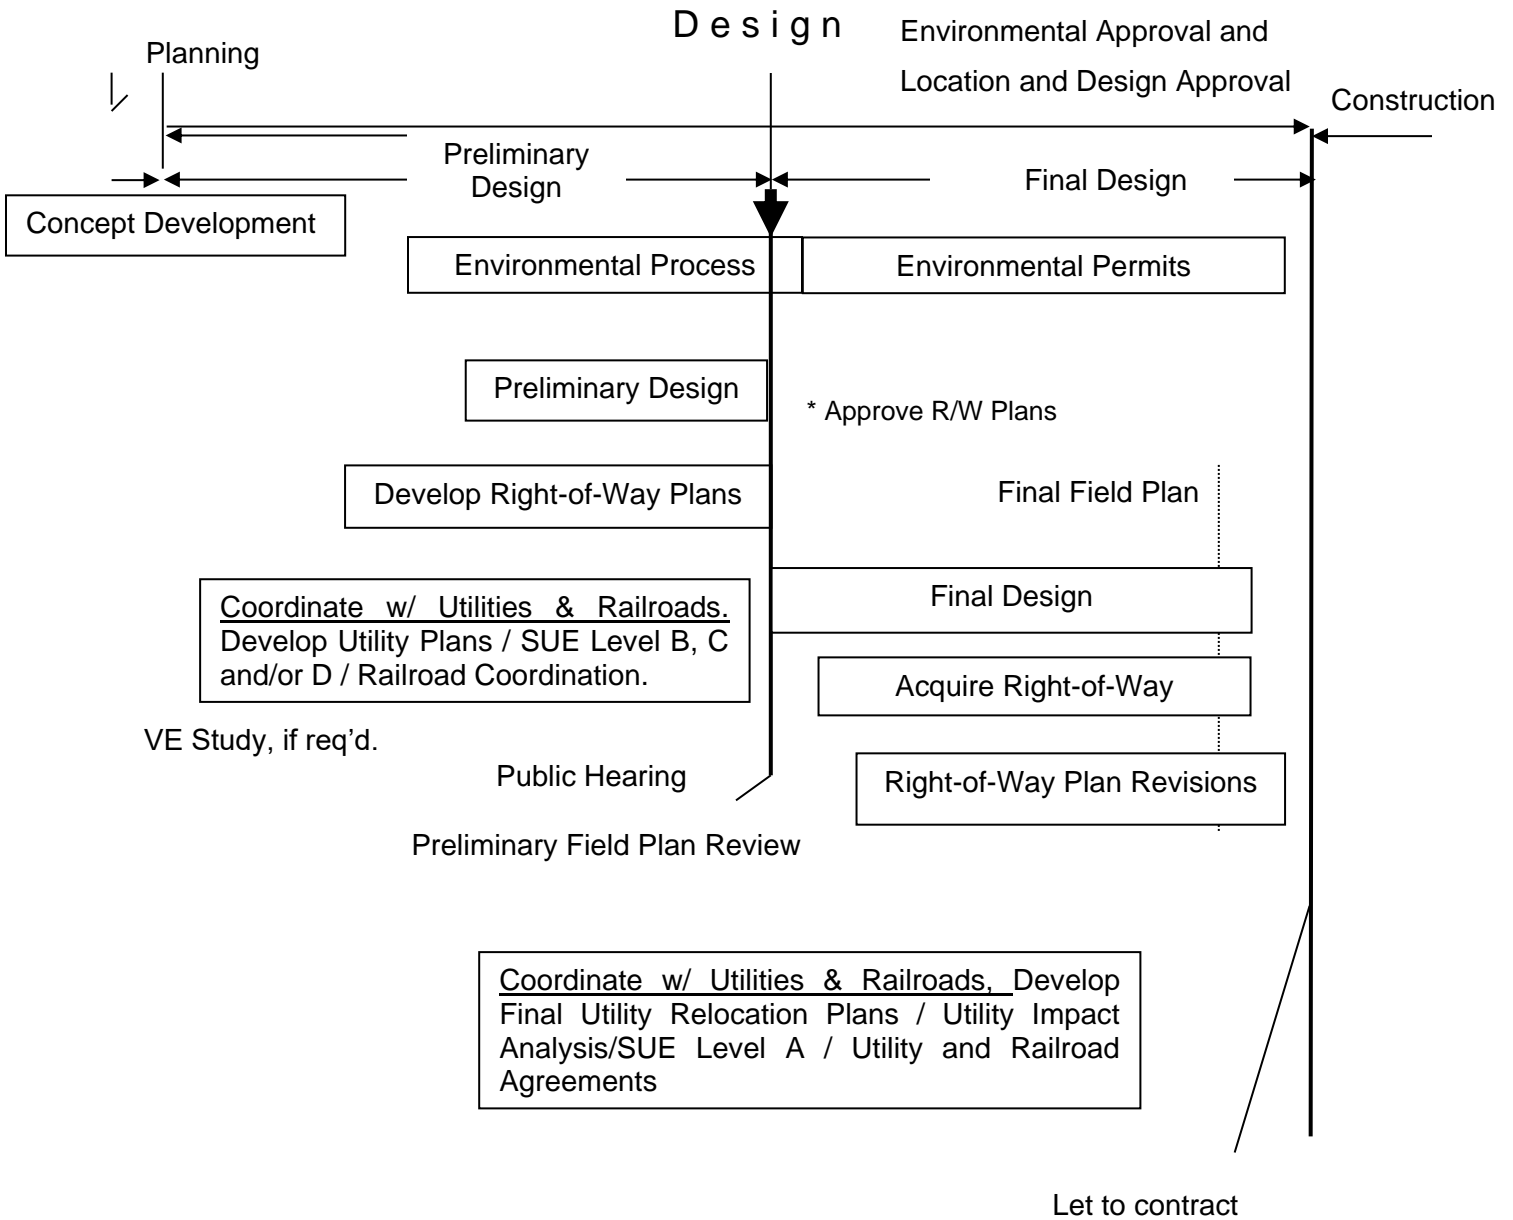 Design
Environmental Approval and
Location and Design Approval
Planning
Construction
Preliminary
Design
Final Design
Concept Development
Environmental Process
Environmental Permits
Preliminary Design
* Approve R/W Plans
Develop Right-of-Way Plans
Final Field Plan
Coordinate w/ Utilities & Railroads.
Develop Utility Plans / SUE Level B, C
and/or D / Railroad Coordination.
Final Design
Acquire Right-of-Way
VE Study, if req’d.
Public Hearing
Right-of-Way Plan Revisions
Preliminary Field Plan Review
Coordinate w/ Utilities & Railroads, Develop
Final Utility Relocation Plans / Utility Impact
Analysis/SUE Level A / Utility and Railroad
Agreements
Let to contract